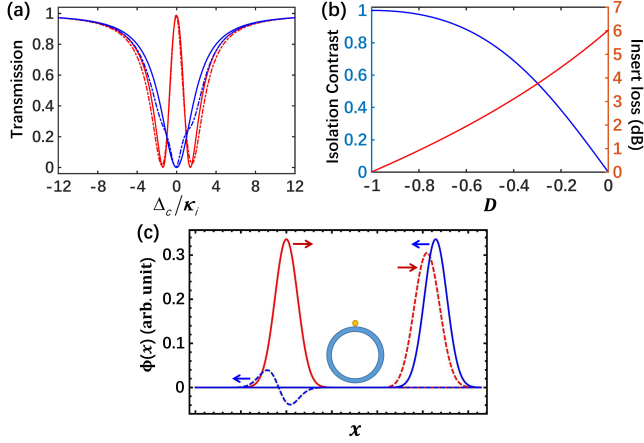 (a)
Transmission
1
0.8
0.6
0.4
0.2
0
-12 -8 -4 0 4 8 12
Δc/κi
(b)
Isolation Contrast
1
0.8
0.6
0.4
0.2
0
7
6
5
4
3
2
1
0
Insert loss (dB)
-1 -0.8 -0.6 -0.4 -0.2 0
D
(c)
ϕ(x) (arb. unit)
0.3
0.2
0.1
0
x